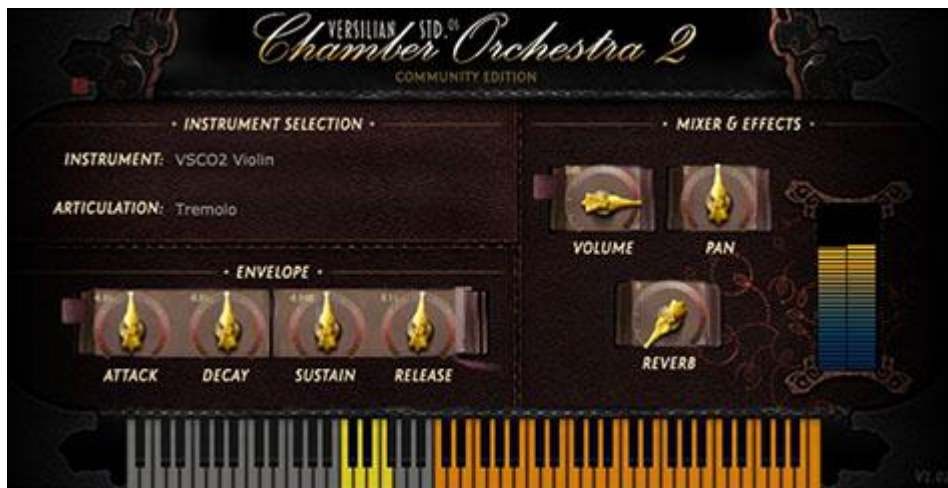 VERSILIAN STD.OS
Chamber Orchestra 2
COMMUNITY EDITION
• INSTRUMENT SELECTION •
INSTRUMENT: VSCO2 Violin
ARTICULATION: Tremolo
• MIXER & EFFECTS •
VOLUME PAN
REVERB
• ENVELOPE •
ATTACK DECAY SUSTAIN RELEASE